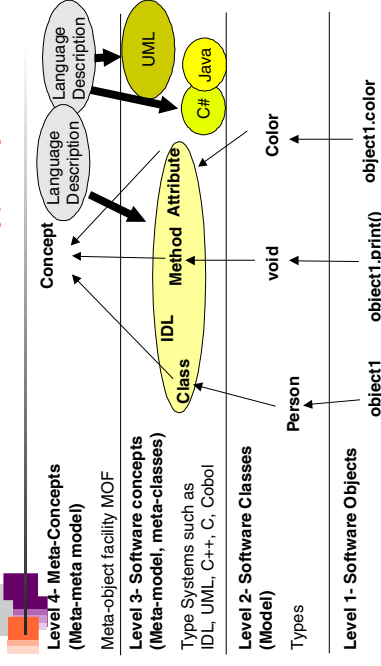 Level 4- Meta-Concepts
(Meta-meta model)
Meta-object facility MOF
Concept
Language
Description
Language
Description
Level 3- Software concepts
(Meta-model, meta-classes)
Type Systems such as
IDL, UML, C++, C, Cobol
Class
IDL
Method
Attribute
C#
Java
UML
Level 2- Software Classes
(Model)
Types
Person
void
Color
Level 1- Software Objects
object1
object1.print()
object1.color